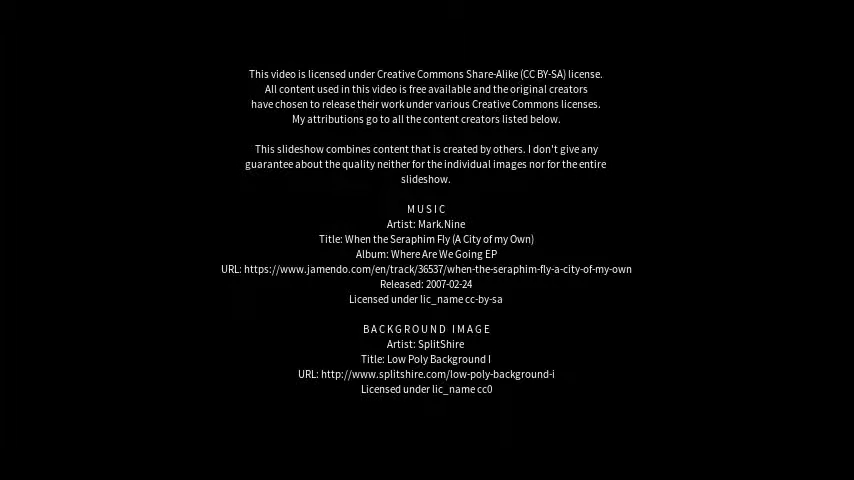 This video is licensed under Creative Commons Share-Alike (CC BY-SA) license.
All content used in this video is free available and the original creators
have chosen to release their work under various Creative Commons licenses.
My attributions go to all the content creators listed below.
This slideshow combines content that is created by others. I don't give any
guarantee about the quality neither for the individual images nor for the entire
slideshow.
MUSIC
Artist: Mark.Nine
Title: When the Seraphim Fly (A City of my Own)
Album: Where Are We Going EP
URL: https://www.jamendo.com/en/track/36537/when-the-seraphim-fly-a-city-of-my-own
Released: 2007-02-24
Licensed under lic_name cc-by-sa
BACKGROUND IMAGE
Artist: SplitShire
Title: Low Poly Background I
URL: http://www.splitshire.com/low-poly-background-i
Licensed under lic_name cc0